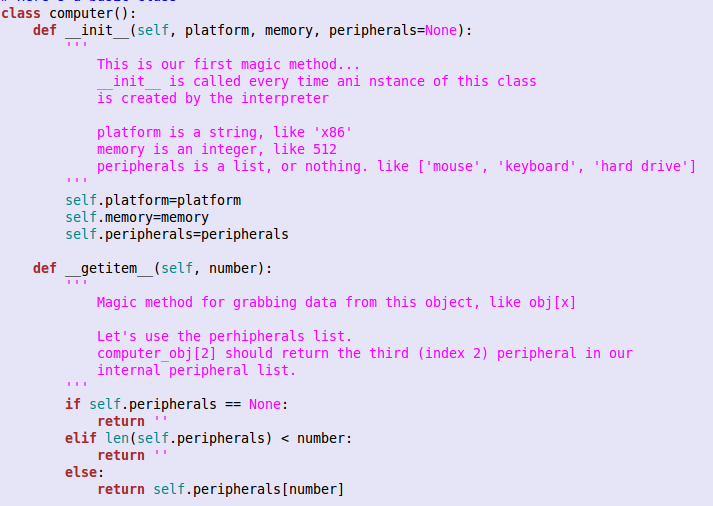 # Here's a basic class
class computer():
    def __init__(self, platform, memory, peripherals=None):
        '''
            This is our first magic method...
            __init__ is called every time ani nstance of this class
            is created by the interpreter

            platform is a string, like 'x86'
            memory is an integer, like 512
            peripherals is a list, or nothing. like ['mouse', 'keyboard', 'hard drive']
        '''
        self.platform=platform
        self.memory=memory
        self.peripherals=peripherals

    def __getitem__(self, number):
        '''
            Magic method for grabbing data from this object, like obj[x]

            Let's use the perhipherals list.
            computer_obj[2] should return the third (index 2) peripheral in our
            internal peripheral list.
        '''
        if self.peripherals == None:
            return ''
        elif len(self.peripherals) < number:
            return ''
        else:
            return self.peripherals[number]